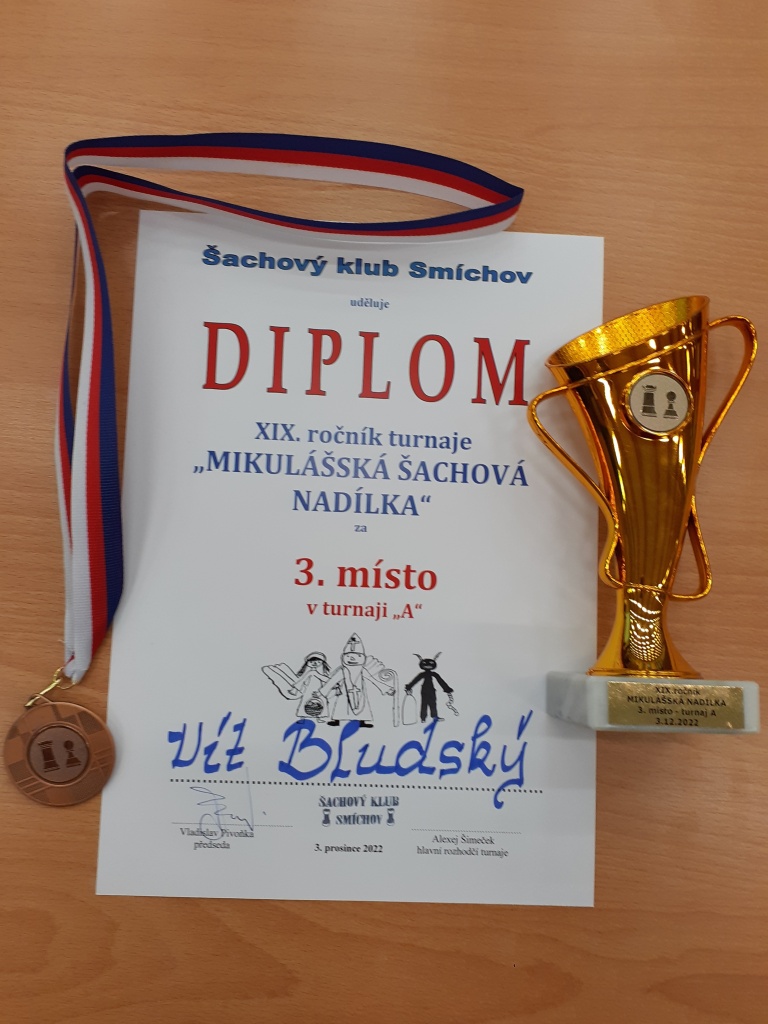 Šachový klub Smíchov
uděluje
DIPLOM
XIX. ročník turnaje
„MIKULÁŠSKÁ ŠACHOVÁ
NADÍLKA“
za
3. místo
v turnaji „A“
Vít Bludský
ŠACHOVÝ KLUB
SMÍCHOV
Vladislav Pivoňka
předseda
3. prosince 2022
Alexej Šimeček
hlavní rozhodčí turnaje
XIX.ročník
MIKULÁŠSKÁ NADÍLKA
3. místo - turnaj A
3.12.2022